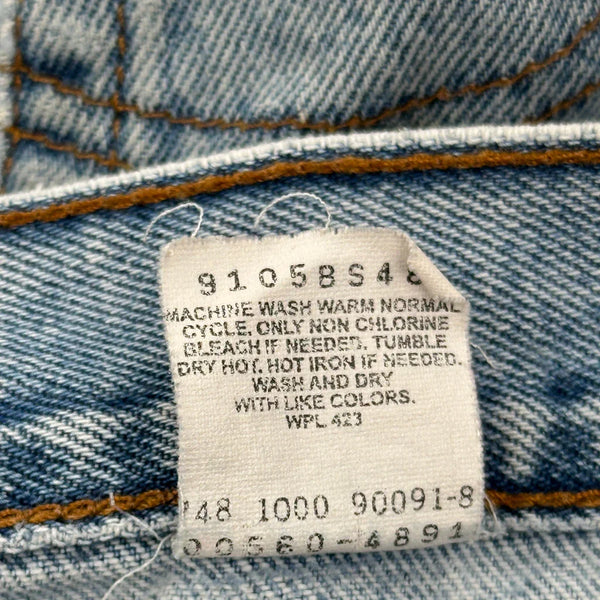 91058S48
MACHINE WASH WARM NORMAL
CYCLE. ONLY NON CHLORINE
BLEACH IF NEEDED. TUMBLE
DRY HOT. HOT IRON IF NEEDED.
WASH AND DRY
WITH LIKE COLORS.
WPL 423
'48 1000 90091-8
00560-4891